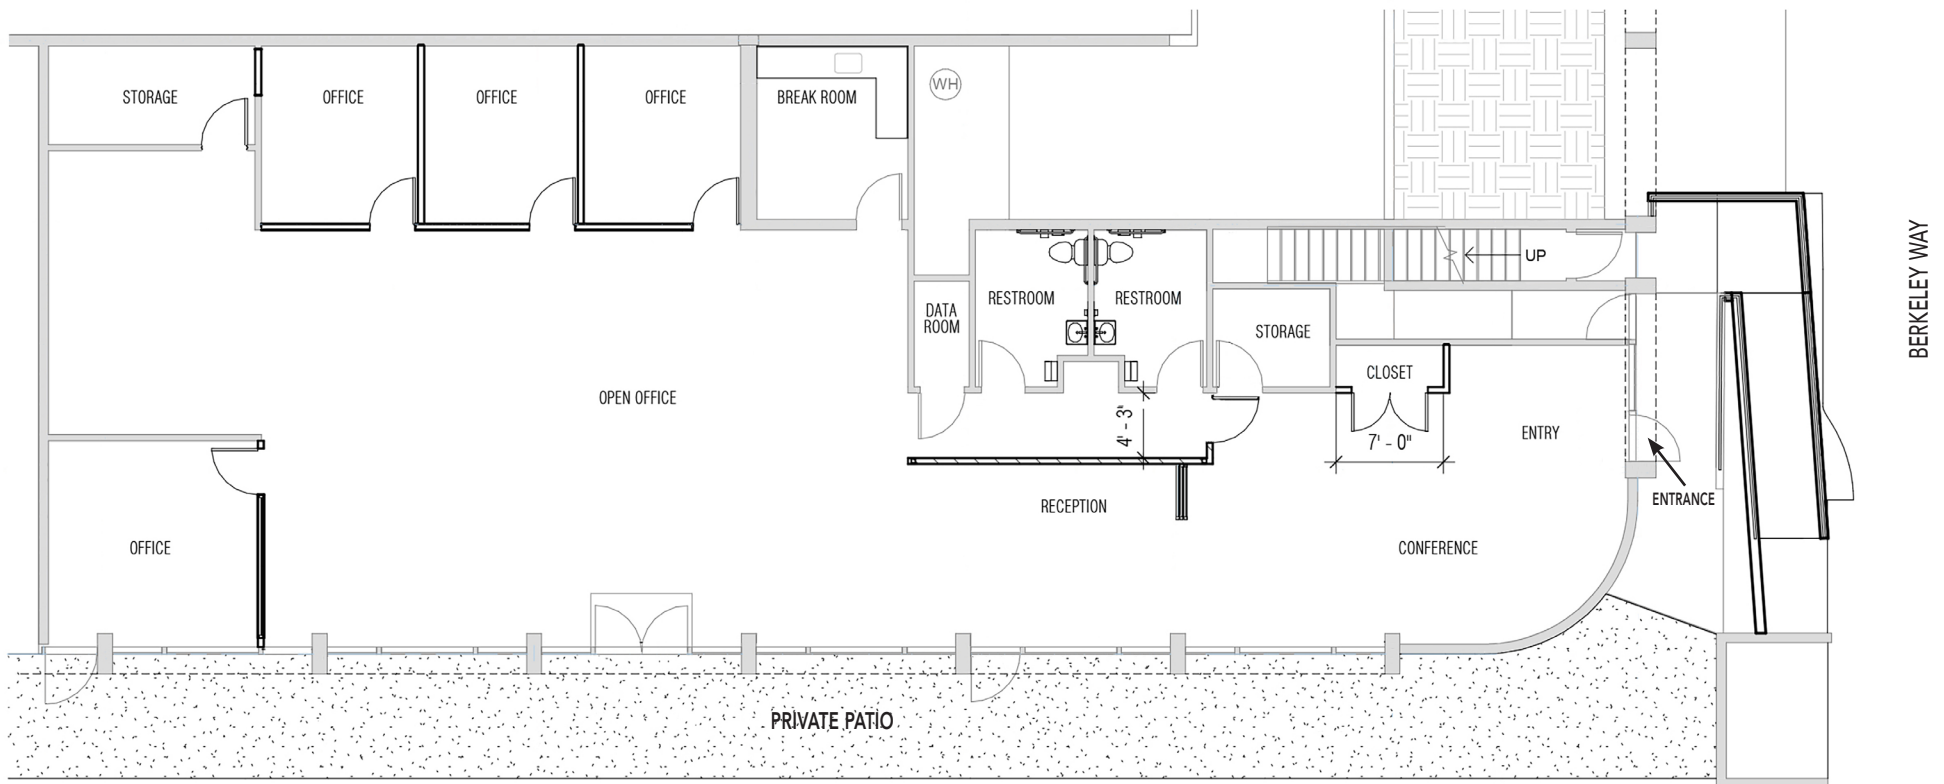 STORAGE
OFFICE
OFFICE
OFFICE
BREAK ROOM
WH
UP
BERKELEY WAY
RESTROOM
RESTROOM
DATA
ROOM
STORAGE
CLOSET
OPEN OFFICE
4' - 3"
7' - 0"
ENTRY
ENTRANCE
RECEPTION
OFFICE
CONFERENCE
PRIVATE PATIO